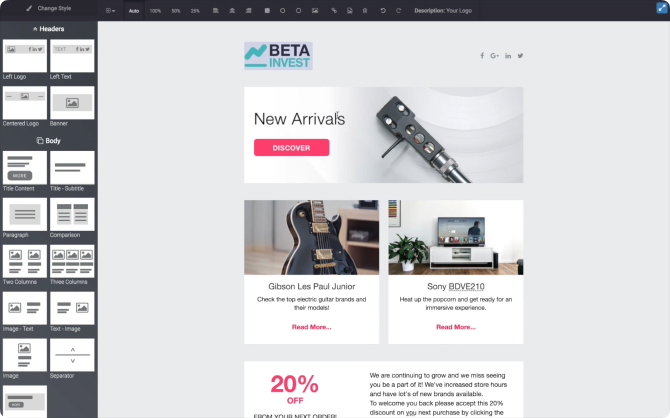 Change Style
Auto
100%
50%
25%
Description: Your Logo
Headers
Left Logo
TEXT
Left Text
Centered Logo
Banner
Body
MORE
Title Content
Title - Subtitle
Paragraph
Comparison
Two Columns
Three Columns
Image - Text
Text - Image
Image
Separator
MORE
BETA
INVEST
New Arrivals
DISCOVER
Gibson Les Paul Junior
Check the top electric guitar brands and
their models!
Read More...
Sony BDVE210
Heat up the popcorn and get ready for an
immersive experience.
Read More...
20%
OFF
FROM YOUR NEXT ORDER!
We are continuing to grow and we miss seeing
you be a part of it! We've increased store hours
and have lot's of new brands available.
To welcome you back please accept this 20%
discount on you next purchase by clicking the